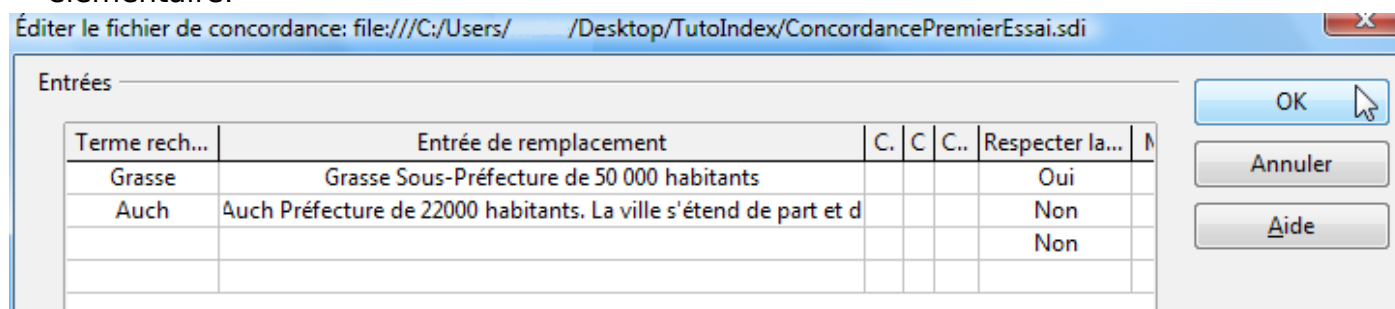 élémentaire.
Éditer le fichier de concordance: file:///C:/Users/ /Desktop/TutoIndex/ConcordancePremierEssai.sdi
Entrées
OK
Terme rech... Entrée de remplacement C. C C.. Respecter la...
Grasse Grasse Sous-Préfecture de 50 000 habitants Oui
Annuler
Auch Auch Préfecture de 22000 habitants. La ville s'étend de part et d Non
Aide
Non